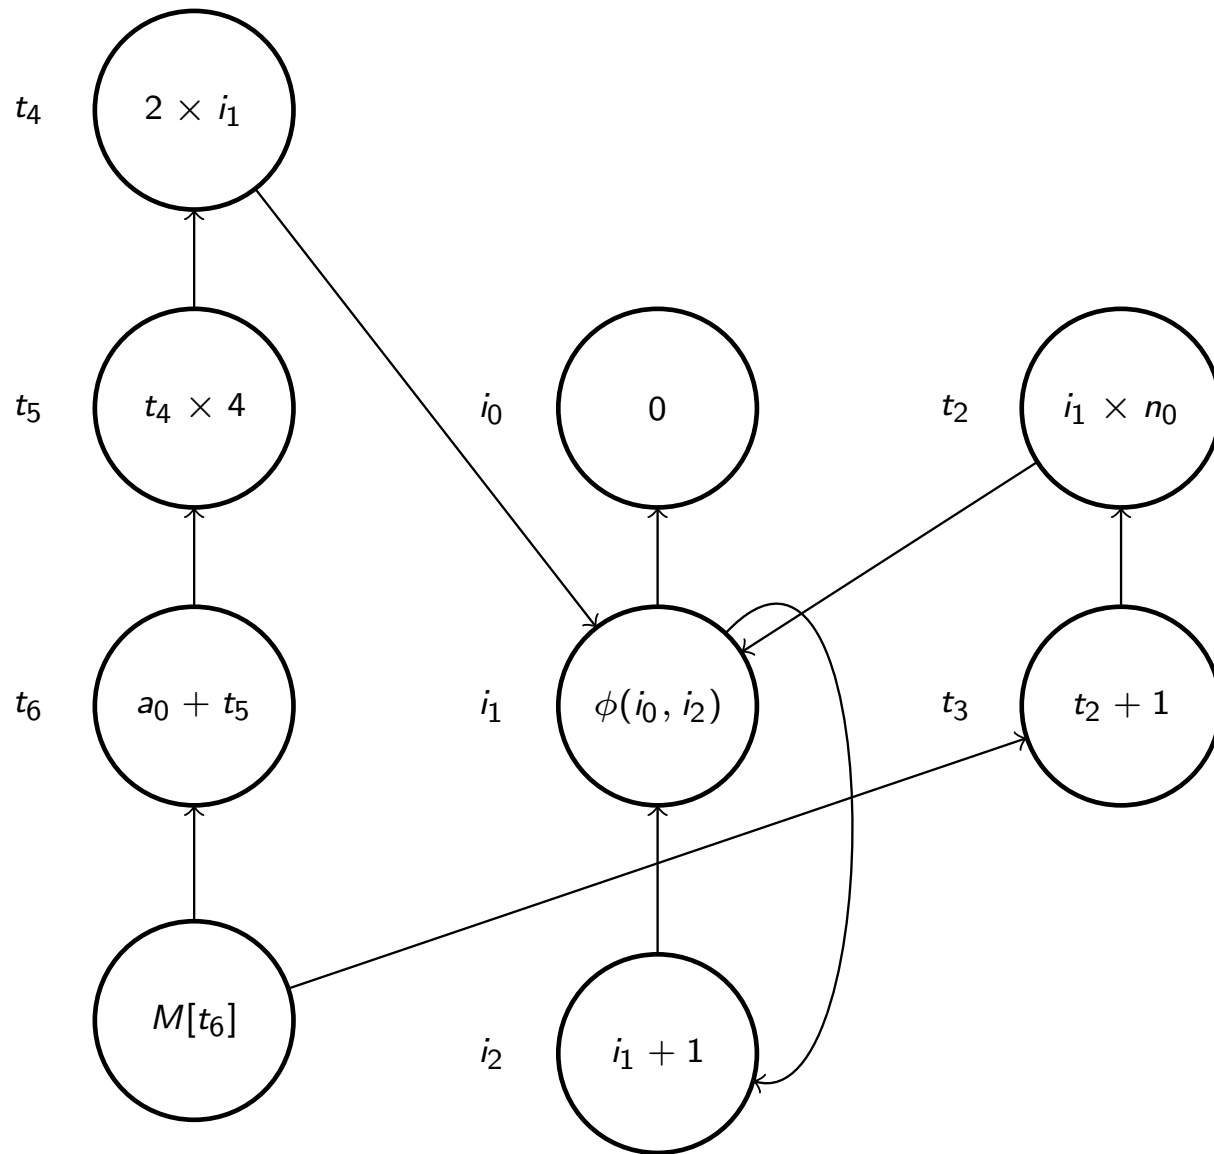 t₄ 2 × i₁
t₅ t₄ × 4 i₀ 0 t₂ i₁ × n₀
t₆ a₀ + t₅ i₁ ϕ(i₀, i₂) t₃ t₂ + 1
M[t₆]
i₂ i₁ + 1